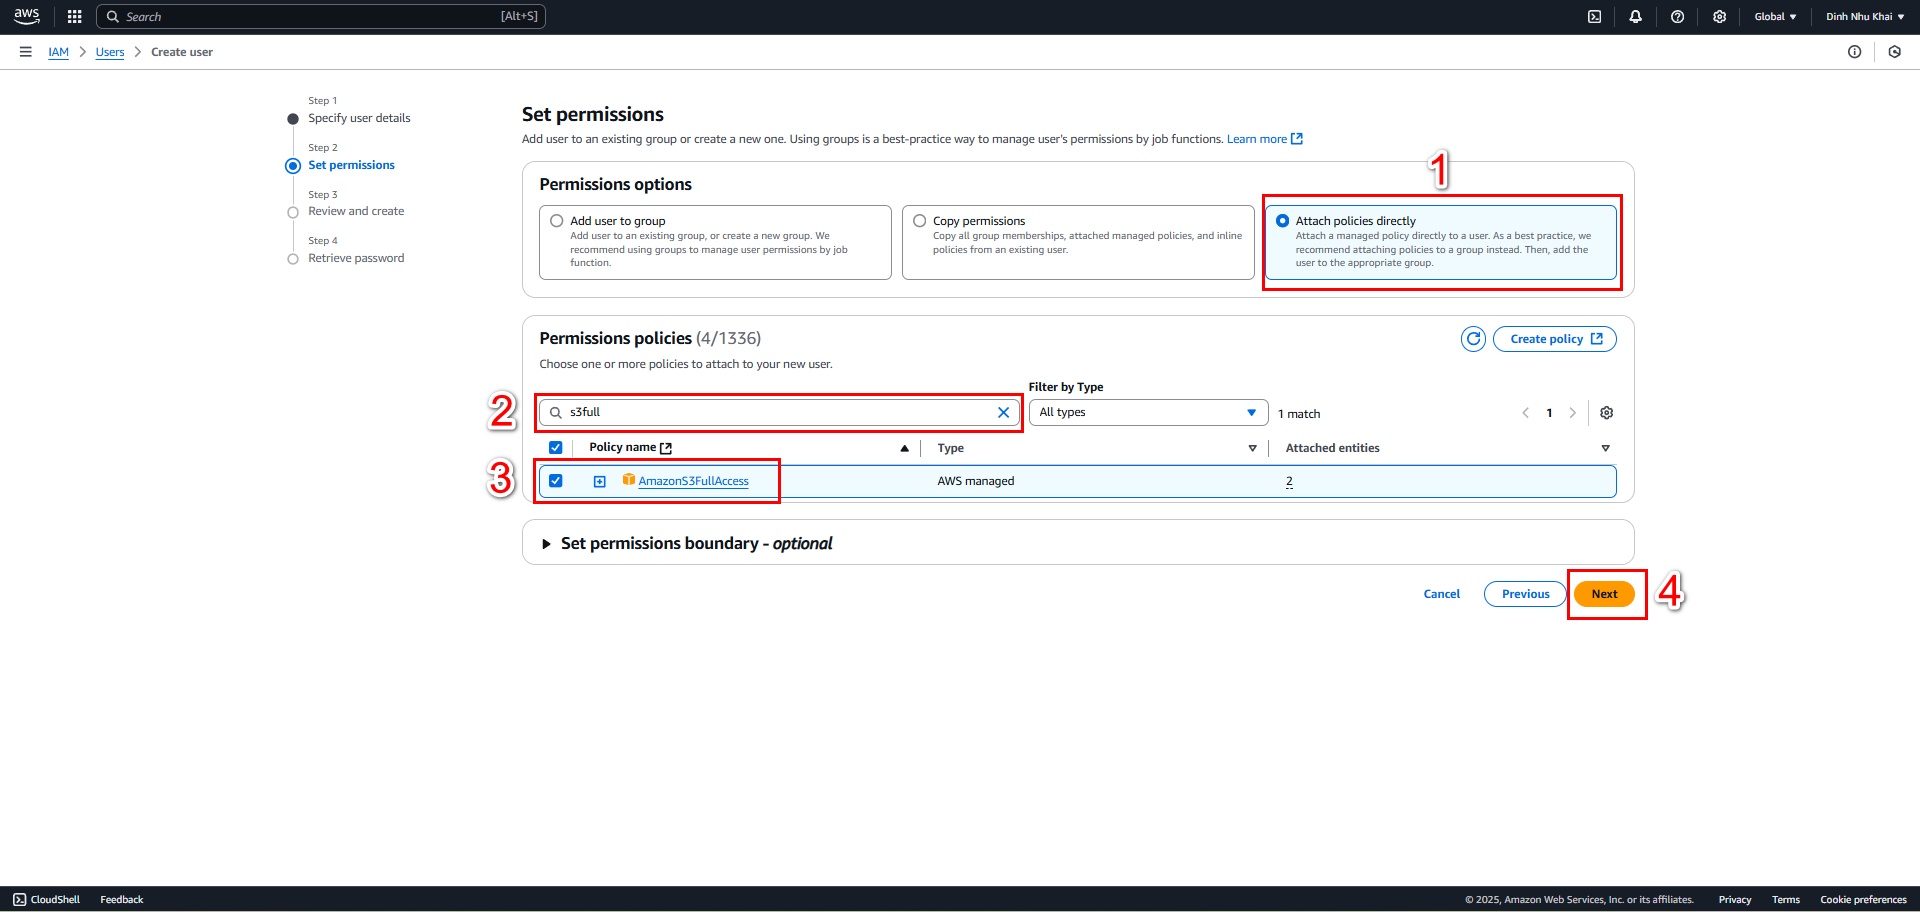 aws
Search
[Alt+S]
Global
Dinh Nhu Khai
IAM
Users
Create user
Step 1
Specify user details
Step 2
Set permissions
Step 3
Review and create
Step 4
Retrieve password
Set permissions
Add user to an existing group or create a new one. Using groups is a best-practice way to manage user's permissions by job functions. Learn more
1
Permissions options
Add user to group
Add user to an existing group, or create a new group. We
recommend using groups to manage user permissions by job
function.
Copy permissions
Copy all group memberships, attached managed policies, and inline
policies from an existing user.
Attach policies directly
Attach a managed policy directly to a user. As a best practice, we
recommend attaching policies to a group instead. Then, add the
user to the appropriate group.
Permissions policies (4/1336)
Create policy
Choose one or more policies to attach to your new user.
Filter by Type
2
s3full
All types
1 match
1
Policy name
Type
Attached entities
3
AmazonS3FullAccess
AWS managed
2
Set permissions boundary - optional
Cancel
Previous
Next
4
CloudShell
Feedback
© 2025, Amazon Web Services, Inc. or its affiliates.
Privacy
Terms
Cookie preferences